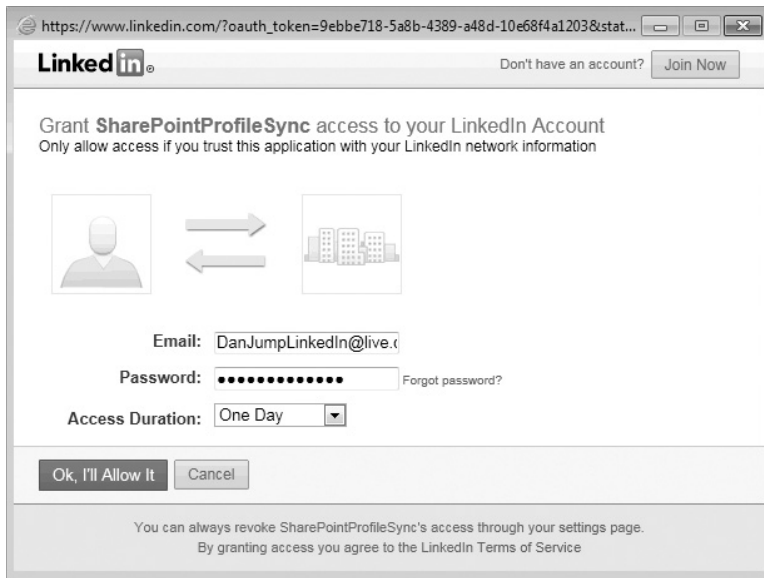 https://www.linkedin.com/?oauth_token=9ebbe718-5a8b-4389-a48d-10e68f4a1203&stat...
Linked in®
Don't have an account? Join Now
Grant SharePointProfileSync access to your LinkedIn Account
Only allow access if you trust this application with your LinkedIn network information
Email: DanJumpLinkedIn@live.c
Password: ••••••••••••• Forgot password?
Access Duration: One Day
Ok, I'll Allow It Cancel
You can always revoke SharePointProfileSync's access through your settings page.
By granting access you agree to the LinkedIn Terms of Service